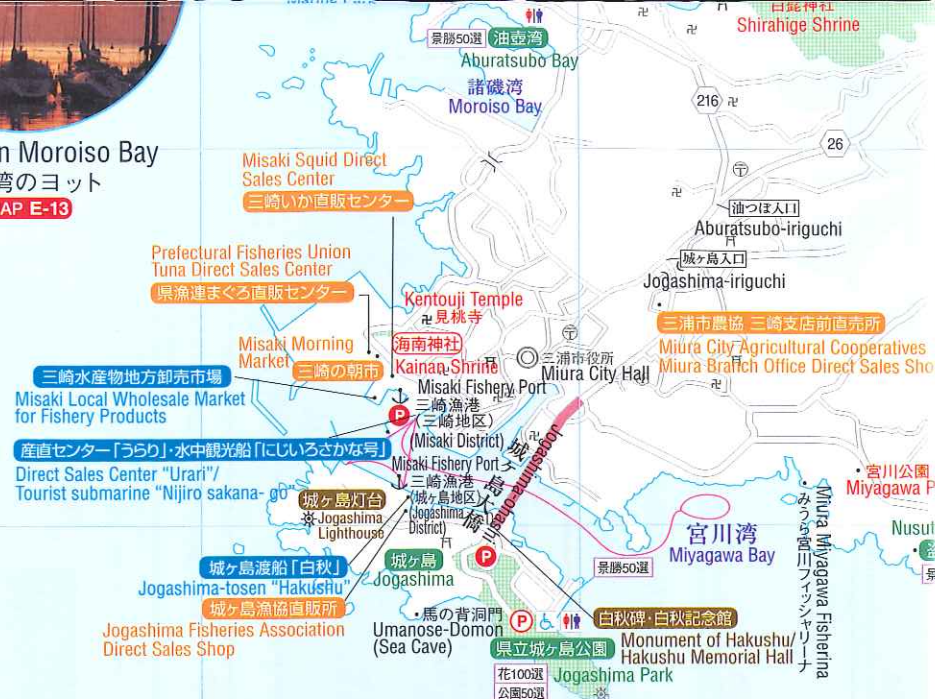 景勝50選
油壺湾
Aburatsubo Bay
Shirahige Shrine
諸磯湾
Moroiso Bay
216
26
n Moroiso Bay
湾のヨット
AP E-13
Misaki Squid Direct
Sales Center
三崎いか直販センター
油つぼ入口
Aburatsubo-iriguchi
城ヶ島入口
Jogashima-iriguchi
Prefectural Fisheries Union
Tuna Direct Sales Center
県漁連まぐろ直販センター
Kentouji Temple
見桃寺
三浦市農協 三崎支店前直売所
Miura City Agricultural Cooperatives
Miura Branch Office Direct Sales Sho
海南神社
Kainan Shrine
Misaki Morning
Market
三崎の朝市
三浦市役所
Miura City Hall
三崎水産物地方卸売市場
Misaki Local Wholesale Market
for Fishery Products
P
Misaki Fishery Port
三崎漁港
(三崎地区)
(Misaki District)
産直センター「うらり」・水中観光船「にじいろさかな号」
Direct Sales Center "Urari"/
Tourist submarine "Nijiro sakana- go"
Misaki Fishery Port
三崎漁港
(城ヶ島地区)
(Jogashima
District)
城ヶ島大橋
Jogashima-ohashi
城ヶ島灯台
Jogashima
Lighthouse
宮川公園
Miyagawa P
宮川湾
Miyagawa Bay
景勝50選
みうら宮川フィッシャリーナ
Miura Miyagawa Fisherina
Nusut
城ヶ島渡船「白秋」
Jogashima-tosen "Hakushu"
城ヶ島
Jogashima
P
城ヶ島漁協直販所
Jogashima Fisheries Association
Direct Sales Shop
馬の背洞門
Umanose-Domon
(Sea Cave)
P
白秋碑・白秋記念館
Monument of Hakushu/
Hakushu Memorial Hall
県立城ヶ島公園
Jogashima Park
花100選
公園50選